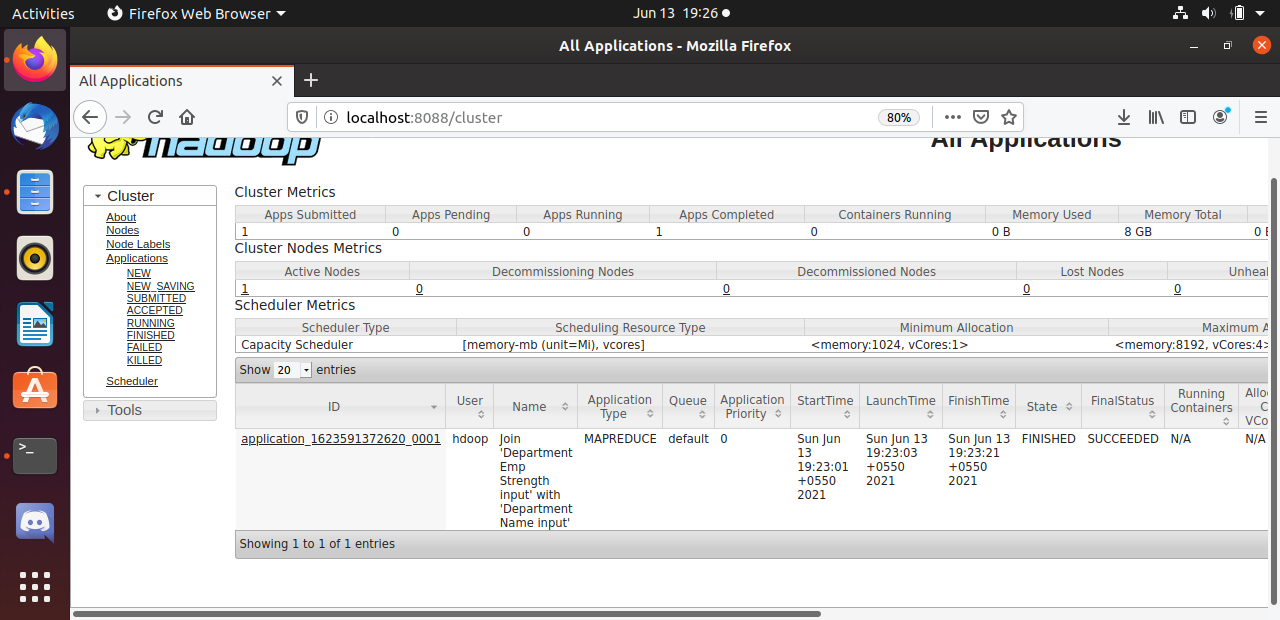 Activities Firefox Web Browser Jun 13 19:26
All Applications - Mozilla Firefox
All Applications
localhost:8088/cluster 80%
hadoop All Applications
Cluster
About
Nodes
Node Labels
Applications
NEW
NEW_SAVING
SUBMITTED
ACCEPTED
RUNNING
FINISHED
FAILED
KILLED
Scheduler
Tools
Cluster Metrics
Apps Submitted Apps Pending Apps Running Apps Completed Containers Running Memory Used Memory Total
1 0 0 1 0 0 B 8 GB 0
Cluster Nodes Metrics
Active Nodes Decommissioning Nodes Decommissioned Nodes Lost Nodes Unheal
1 0 0 0 0
Scheduler Metrics
Scheduler Type Scheduling Resource Type Minimum Allocation Maximum A
Capacity Scheduler [memory-mb (unit=Mi), vcores] <memory:1024, vCores:1> <memory:8192, vCores:4>
Show 20 entries
ID User Name Application Type Queue Application Priority StartTime LaunchTime FinishTime State FinalStatus Running Containers Allo C VCo
application_1623591372620_0001 hdoop Join MAPREDUCE default 0 Sun Jun Sun Jun 13 Sun Jun 13 FINISHED SUCCEEDED N/A N/A
'Department 13 19:23:03 19:23:21
Emp 19:23:01 +0550 +0550
Strength +0550 2021 2021
input' with 2021
'Department
Name input'
Showing 1 to 1 of 1 entries